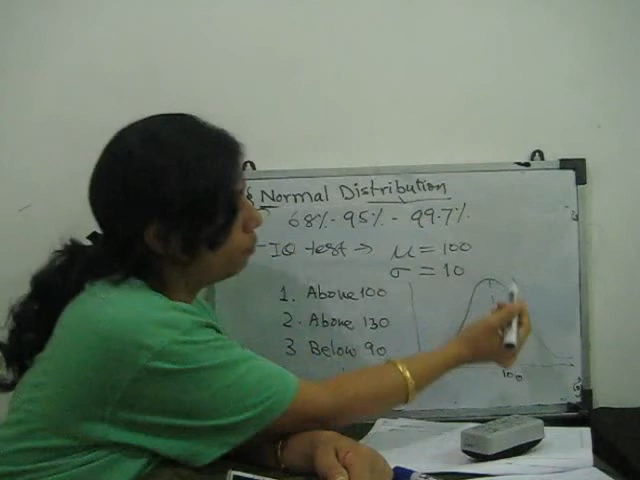 Normal Distribution
68% - 95% - 99.7%
IQ test → μ = 100
σ = 10
1. Above 100
2. Above 130
3 Below 90
100